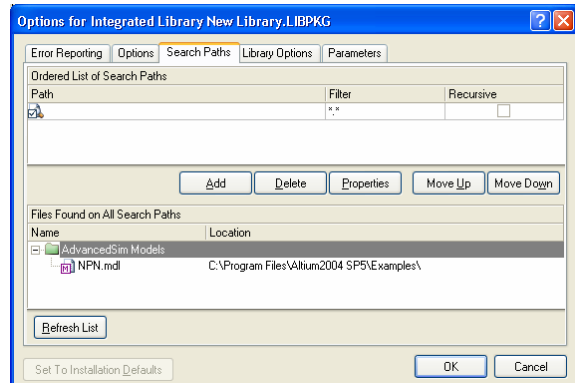 Options for Integrated Library New Library.LIBPKG
Error Reporting Options Search Paths Library Options Parameters
Ordered List of Search Paths
Path Filter Recursive
*.*
Add Delete Properties Move Up Move Down
Files Found on All Search Paths
Name Location
AdvancedSim Models
NPN.mdl C:\Program Files\Altium2004 SP5\Examples\
Refresh List
Set To Installation Defaults OK Cancel